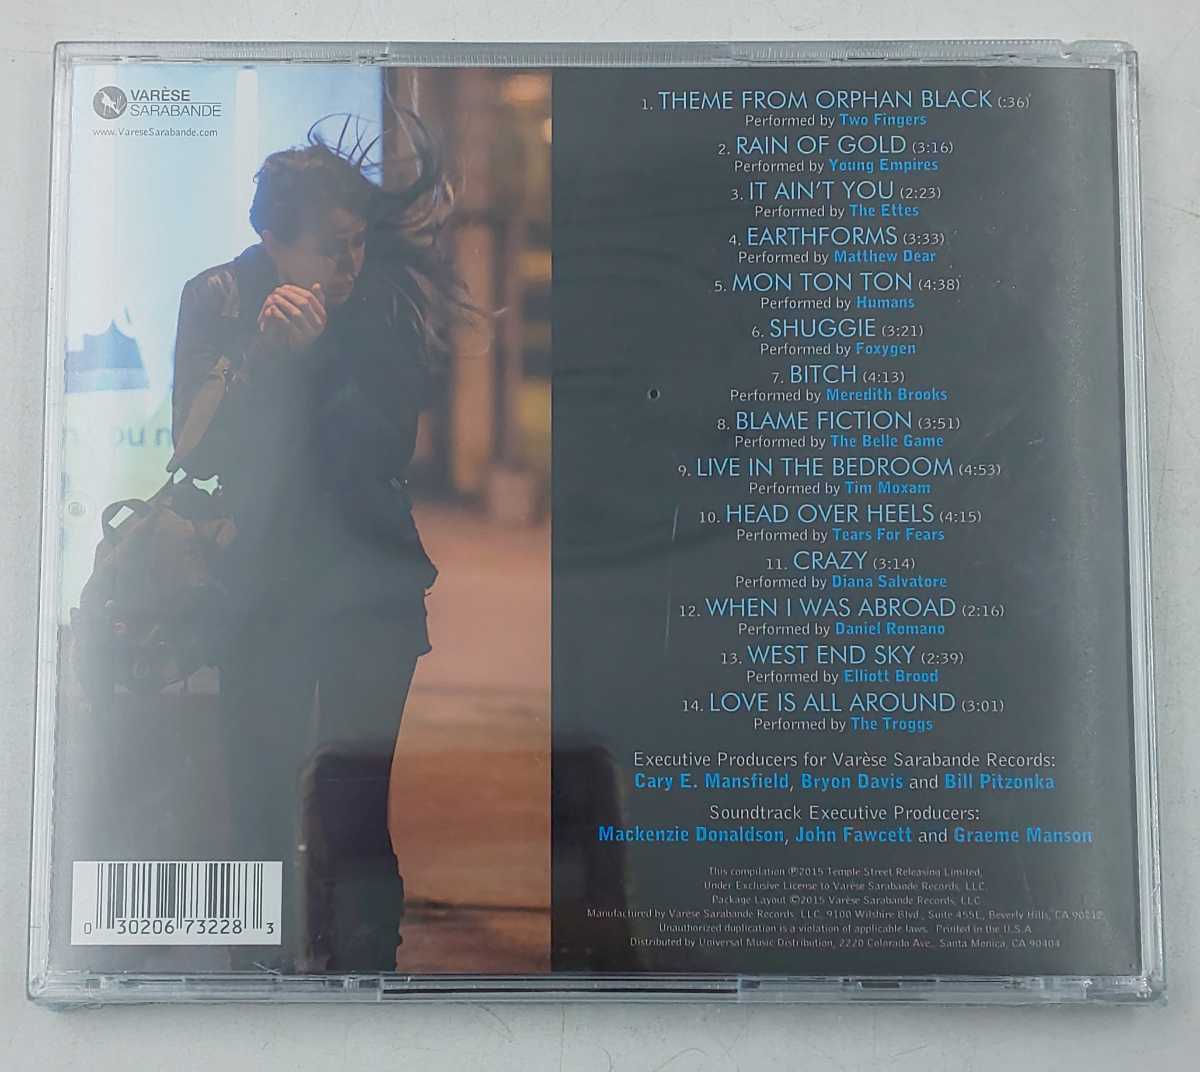 VARÈSE
SARABANDE
www.VareseSarabande.com
1. THEME FROM ORPHAN BLACK (:36)
Performed by Two Fingers
2. RAIN OF GOLD (3:16)
Performed by Young Empires
3. IT AIN'T YOU (2:23)
Performed by The Ettes
4. EARTHFORMS (3:33)
Performed by Matthew Dear
5. MON TON TON (4:38)
Performed by Humans
6. SHUGGIE (3:21)
Performed by Foxygen
7. BITCH (4:13)
Performed by Meredith Brooks
8. BLAME FICTION (3:51)
Performed by The Belle Game
9. LIVE IN THE BEDROOM (4:53)
Performed by Tim Moxam
10. HEAD OVER HEELS (4:15)
Performed by Tears For Fears
11. CRAZY (3:14)
Performed by Diana Salvatore
12. WHEN I WAS ABROAD (2:16)
Performed by Daniel Romano
13. WEST END SKY (2:39)
Performed by Elliott Brood
14. LOVE IS ALL AROUND (3:01)
Performed by The Troggs
Executive Producers for Varèse Sarabande Records:
Cary E. Mansfield, Bryon Davis and Bill Pitzonka
Soundtrack Executive Producers:
Mackenzie Donaldson, John Fawcett and Graeme Manson
This compilation ℗2015 Temple Street Releasing Limited,
Under Exclusive License to Varèse Sarabande Records, LLC.
Package Layout ©2015 Varèse Sarabande Records, LLC
Manufactured by Varèse Sarabande Records, LLC, 9100 Wilshire Blvd., Suite 455E, Beverly Hills, CA 90212.
Unauthorized duplication is a violation of applicable laws. Printed in the U.S.A.
Distributed by Universal Music Distribution, 2220 Colorado Ave., Santa Monica, CA 90404
0 30206 73228 3